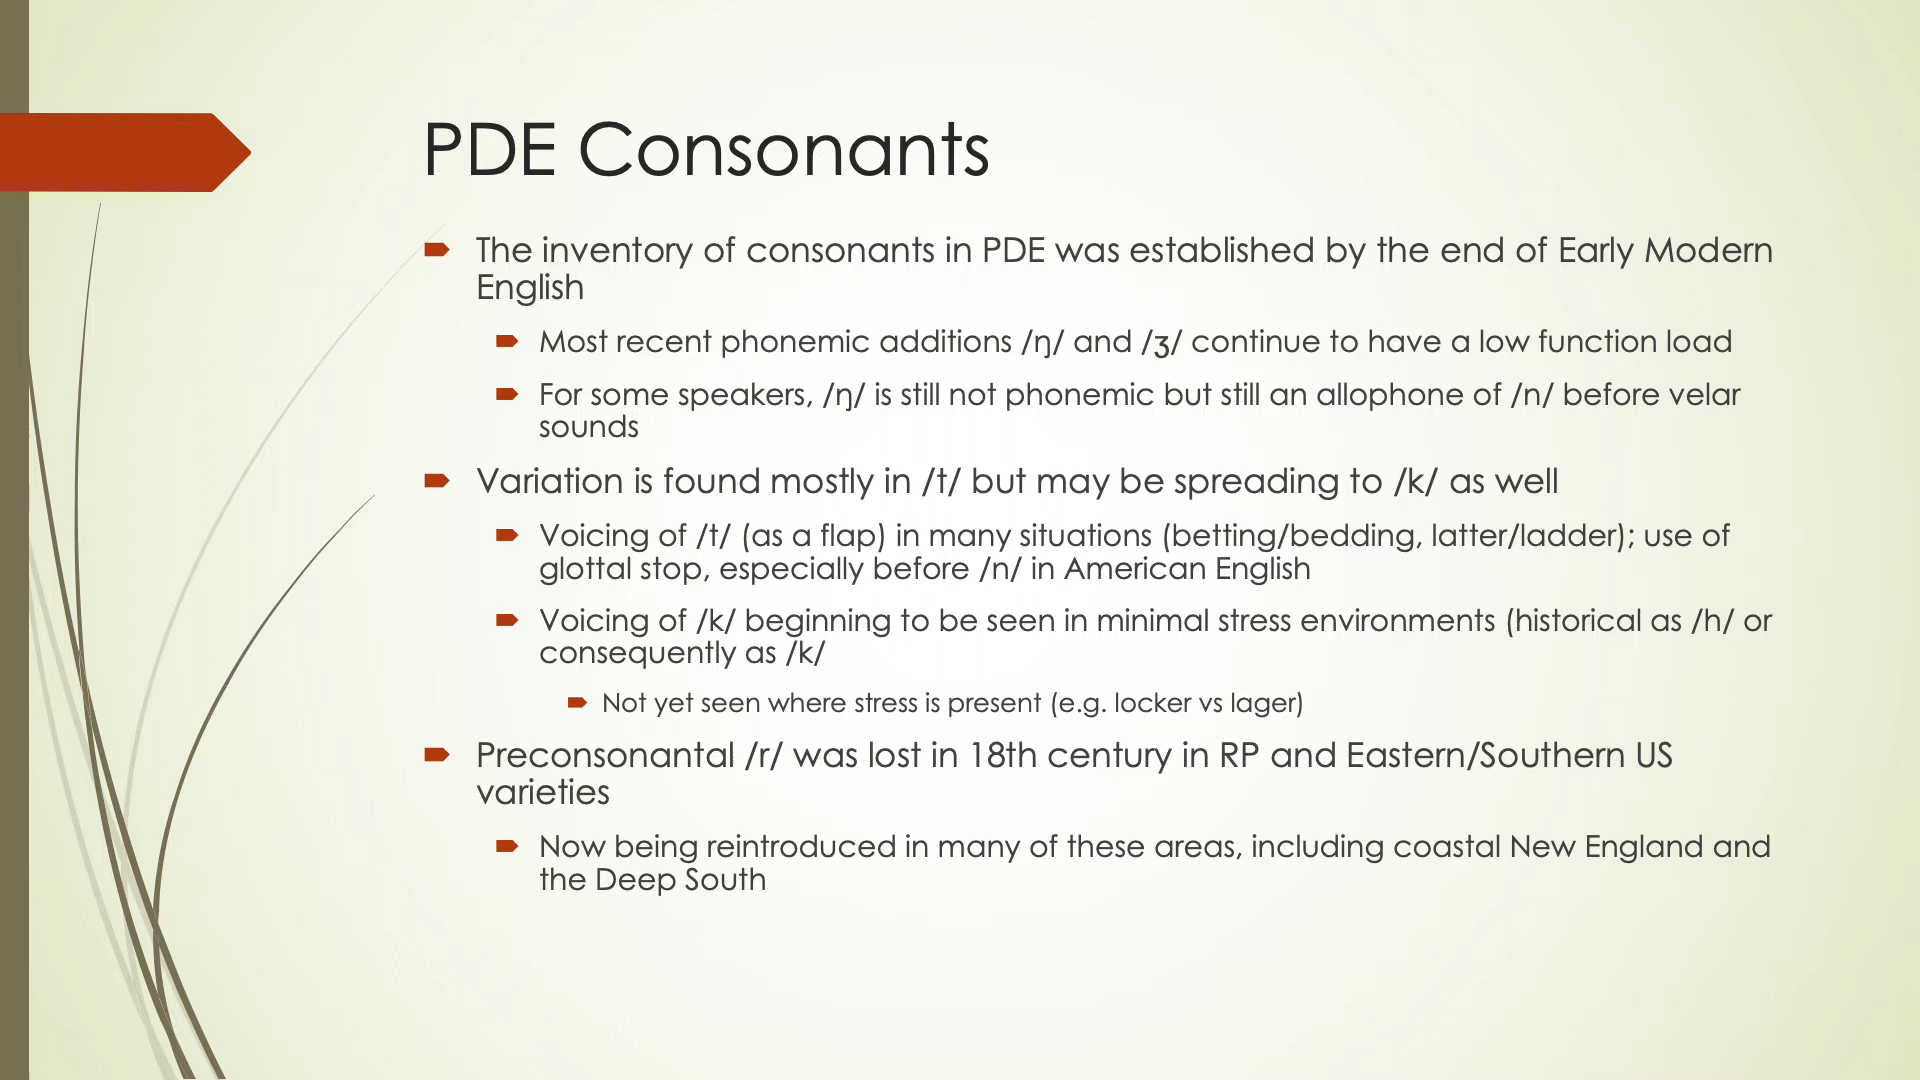 PDE Consonants
The inventory of consonants in PDE was established by the end of Early Modern
English
Most recent phonemic additions /ŋ/ and /ʒ/ continue to have a low function load
For some speakers, /ŋ/ is still not phonemic but still an allophone of /n/ before velar
sounds
Variation is found mostly in /t/ but may be spreading to /k/ as well
Voicing of /t/ (as a flap) in many situations (betting/bedding, latter/ladder); use of
glottal stop, especially before /n/ in American English
Voicing of /k/ beginning to be seen in minimal stress environments (historical as /h/ or
consequently as /k/
Not yet seen where stress is present (e.g. locker vs lager)
Preconsonantal /r/ was lost in 18th century in RP and Eastern/Southern US
varieties
Now being reintroduced in many of these areas, including coastal New England and
the Deep South